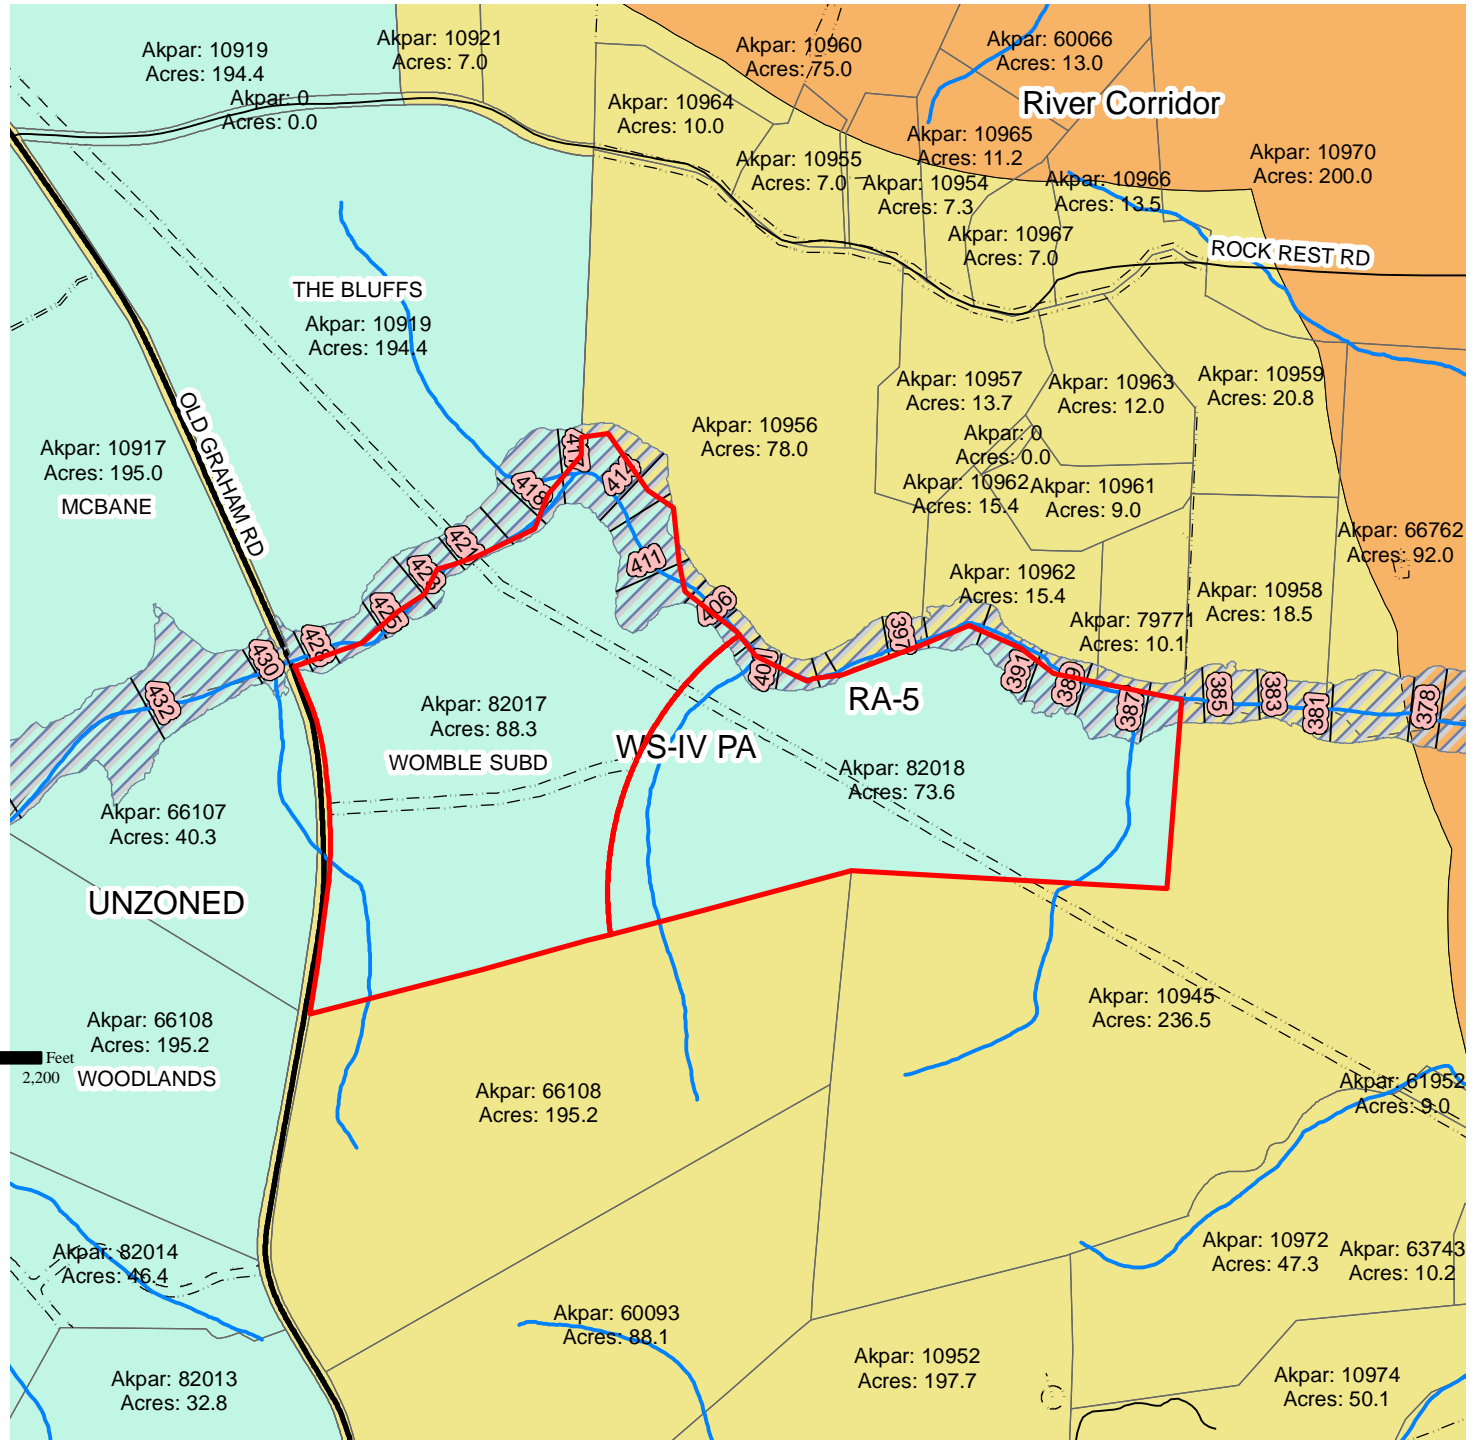 Akpar: 10919
Acres: 194.4
Akpar: 10921
Acres: 7.0
Akpar: 10960
Acres: 75.0
Akpar: 60066
Acres: 13.0
River Corridor
Akpar: 0
Acres: 0.0
Akpar: 10964
Acres: 10.0
Akpar: 10965
Acres: 11.2
Akpar: 10970
Acres: 200.0
Akpar: 10955
Acres: 7.0
Akpar: 10954
Acres: 7.3
Akpar: 10966
Acres: 13.5
Akpar: 10967
Acres: 7.0
ROCK REST RD
THE BLUFFS
Akpar: 10919
Acres: 194.4
OLD GRAHAM RD
Akpar: 10957
Acres: 13.7
Akpar: 10963
Acres: 12.0
Akpar: 10959
Acres: 20.8
Akpar: 10917
Acres: 195.0
MCBANE
Akpar: 10956
Acres: 78.0
Akpar: 0
Acres: 0.0
Akpar: 10962
Acres: 15.4
Akpar: 10961
Acres: 9.0
Akpar: 66762
Acres: 92.0
417
414
418
421
411
423
425
406
Akpar: 10962
Acres: 15.4
Akpar: 10958
Acres: 18.5
Akpar: 79771
Acres: 10.1
397
428
430
401
391
389
432
387
385
383
381
378
RA-5
Akpar: 82017
Acres: 88.3
WOMBLE SUBD
WS-IV PA
Akpar: 82018
Acres: 73.6
Akpar: 66107
Acres: 40.3
UNZONED
Akpar: 10945
Acres: 236.5
Akpar: 66108
Acres: 195.2
WOODLANDS
Feet
2,200
Akpar: 66108
Acres: 195.2
Akpar: 61952
Acres: 9.0
Akpar: 82014
Acres: 46.4
Akpar: 10972
Acres: 47.3
Akpar: 63743
Acres: 10.2
Akpar: 60093
Acres: 88.1
Akpar: 10952
Acres: 197.7
Akpar: 82013
Acres: 32.8
Akpar: 10974
Acres: 50.1